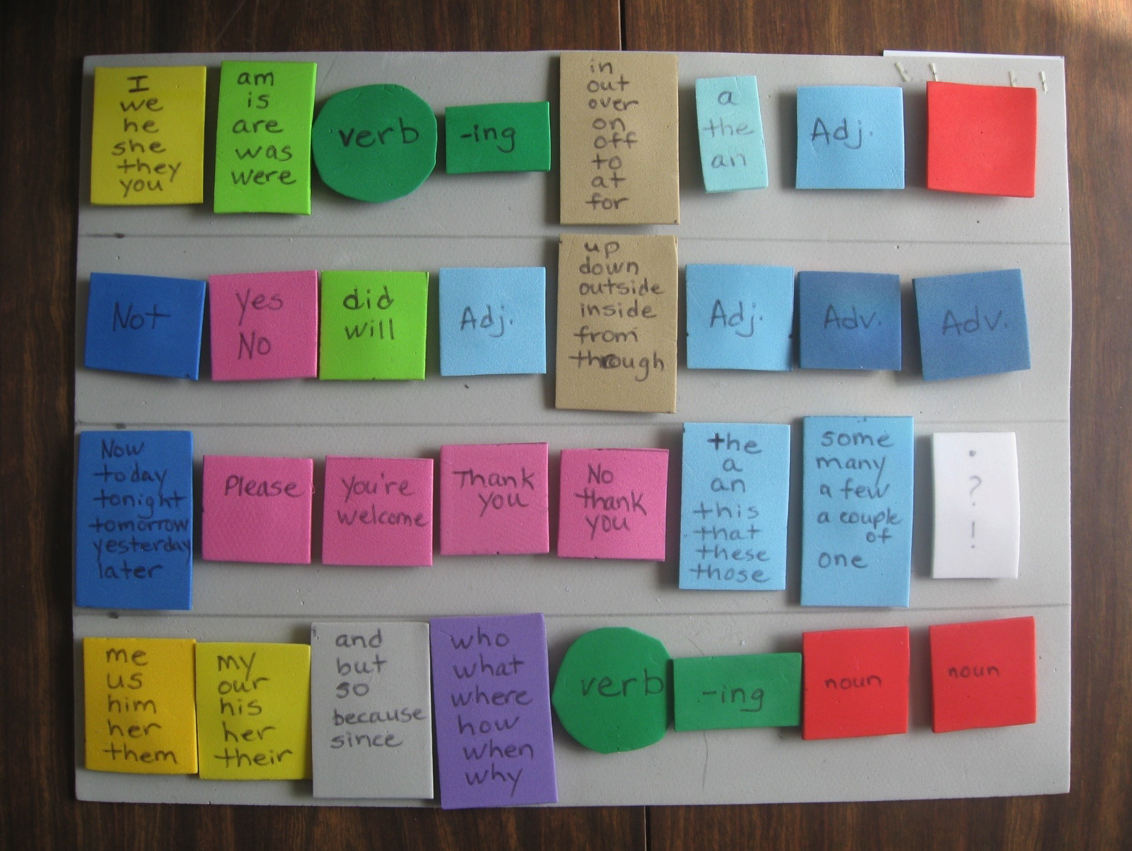 I
we
he
she
they
you
am
is
are
was
were
verb
-ing
in
out
over
on
off
to
at
for
a
the
an
Adj.
Not
Yes
No
did
will
Adj.
up
down
outside
inside
from
through
Adj.
Adv.
Adv.
Now
today
tonight
tomorrow
yesterday
later
Please
You're
welcome
Thank
you
No
thank
you
the
a
an
this
that
these
those
some
many
a few
a couple
of
one
.
?
!
me
us
him
her
them
my
our
his
her
their
and
but
so
because
since
who
what
where
how
when
why
verb
-ing
noun
noun